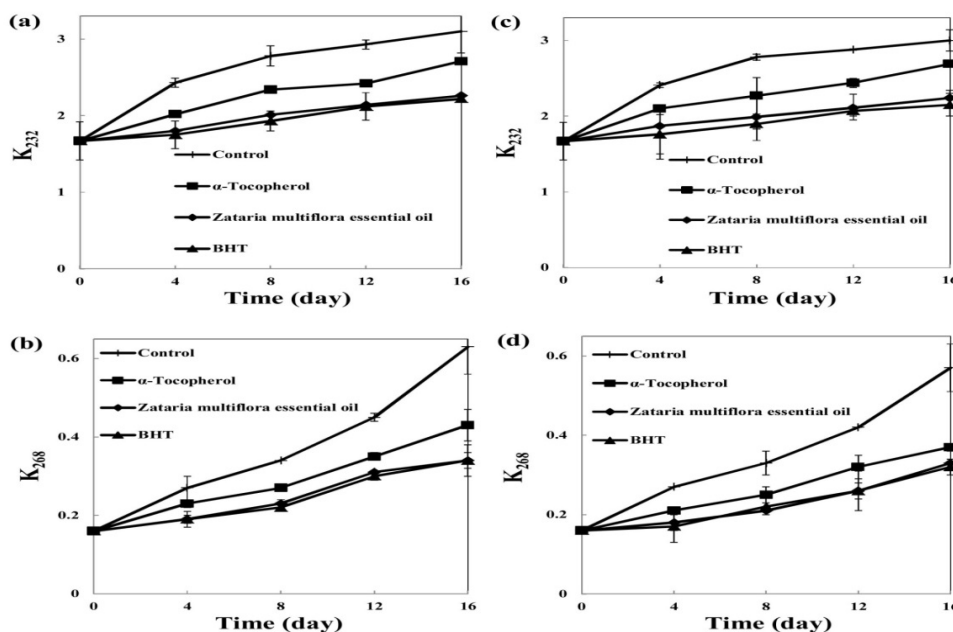 (a)
3
2
1
0
K232
Control
α-Tocopherol
Zataria multiflora essential oil
BHT
0 4 8 12 16
Time (day)
(c)
3
2
1
0
K232
Control
α-Tocopherol
Zataria multiflora essential oil
BHT
0 4 8 12 16
Time (day)
(b)
0.6
0.4
0.2
0
K268
Control
α-Tocopherol
Zataria multiflora essential oil
BHT
0 4 8 12 16
Time (day)
(d)
0.6
0.4
0.2
0
K268
Control
α-Tocopherol
Zataria multiflora essential oil
BHT
0 4 8 12 16
Time (day)